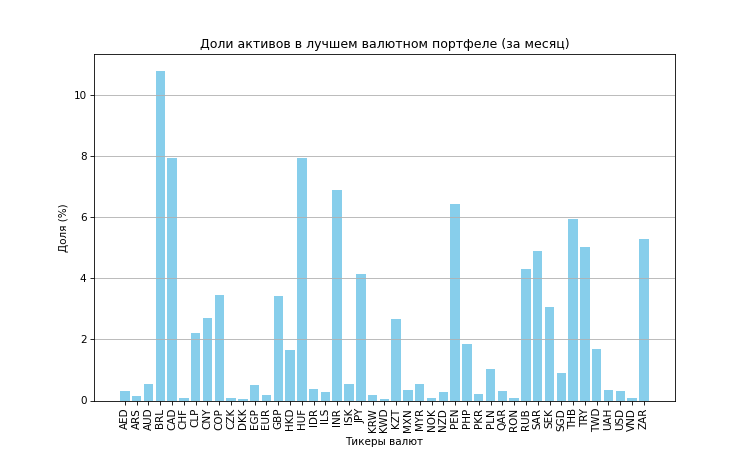 Доли активов в лучшем валютном портфеле (за месяц)
Доля (%)
10
8
6
4
2
0
AED ARS AUD BRL CAD CHF CLP CNY COP CZK DKK EGP EUR GBP HKD HUF IDR ILS INR ISK JPY KRW KWD KZT MXN MYR NOK NZD PEN PHP PKR PLN QAR RON RUB SAR SEK SGD THB TRY TWD UAH USD VND ZAR
Тикеры валют